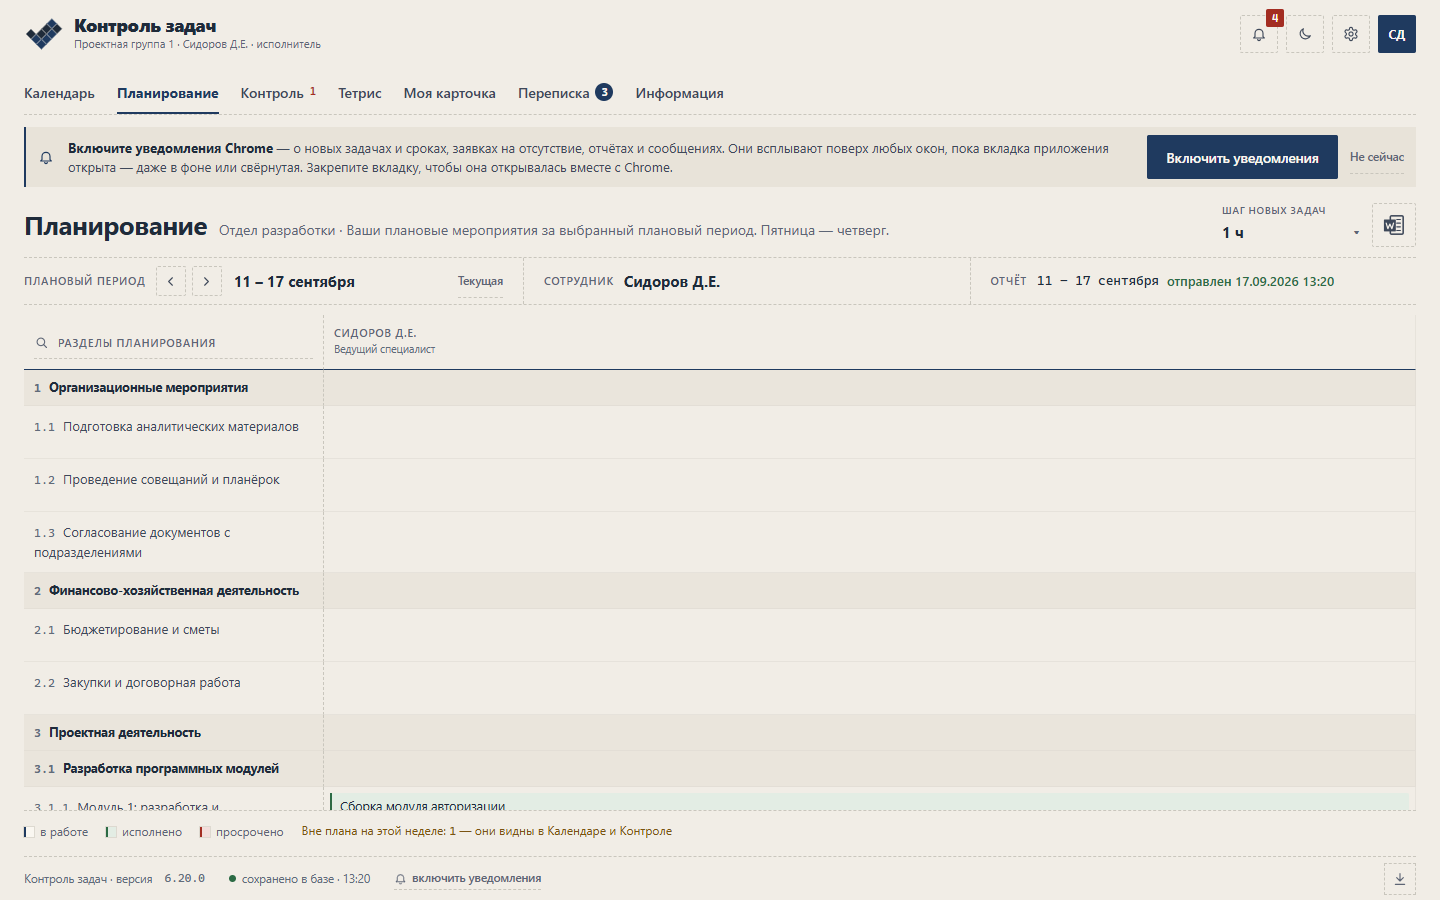 Контроль задач
Проектная группа 1 · Сидоров Д.Е. · исполнитель
4
СД
Календарь
Планирование
Контроль 1
Тетрис
Моя карточка
Переписка 3
Информация
Включите уведомления Chrome — о новых задачах и сроках, заявках на отсутствие, отчётах и сообщениях. Они всплывают поверх любых окон, пока вкладка приложения
открыта — даже в фоне или свёрнутая. Закрепите вкладку, чтобы она открывалась вместе с Chrome.
Включить уведомления
Не сейчас
Планирование
Отдел разработки · Ваши плановые мероприятия за выбранный плановый период. Пятница — четверг.
ШАГ НОВЫХ ЗАДАЧ
1 ч
W
ПЛАНОВЫЙ ПЕРИОД
11 – 17 сентября
Текущая
СОТРУДНИК Сидоров Д.Е.
ОТЧЁТ 11 – 17 сентября отправлен 17.09.2026 13:20
РАЗДЕЛЫ ПЛАНИРОВАНИЯ
СИДОРОВ Д.Е.
Ведущий специалист
1 Организационные мероприятия
1.1 Подготовка аналитических материалов
1.2 Проведение совещаний и планёрок
1.3 Согласование документов с
подразделениями
2 Финансово-хозяйственная деятельность
2.1 Бюджетирование и сметы
2.2 Закупки и договорная работа
3 Проектная деятельность
3.1 Разработка программных модулей
3.1.1. Модуль 1: разработка и
Сборка модуля авторизации
в работе
исполнено
просрочено
Вне плана на этой неделе: 1 — они видны в Календаре и Контроле
Контроль задач · версия 6.20.0
сохранено в базе · 13:20
включить уведомления